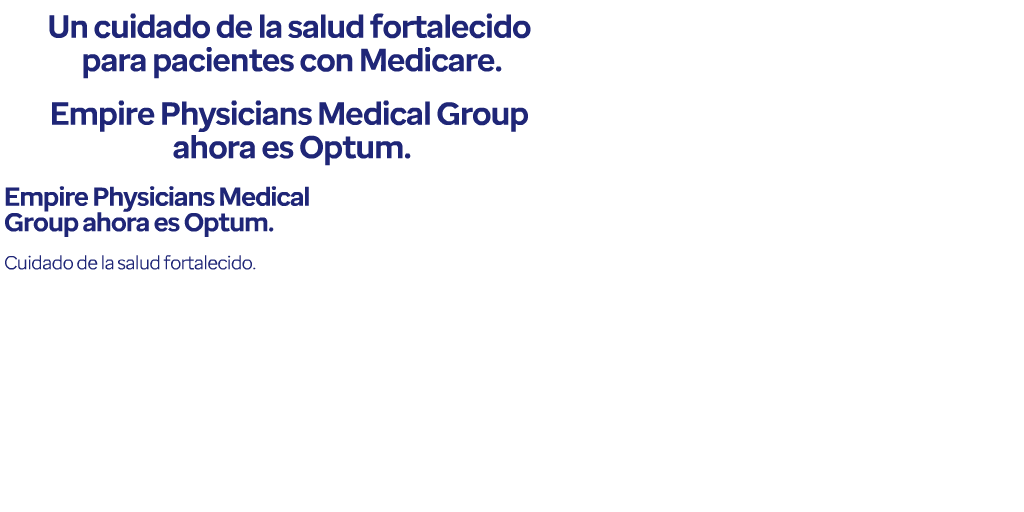 Un cuidado de la salud fortalecido
para pacientes con Medicare.
Empire Physicians Medical Group
ahora es Optum.
Empire Physicians Medical
Group ahora es Optum.
Cuidado de la salud fortalecido.